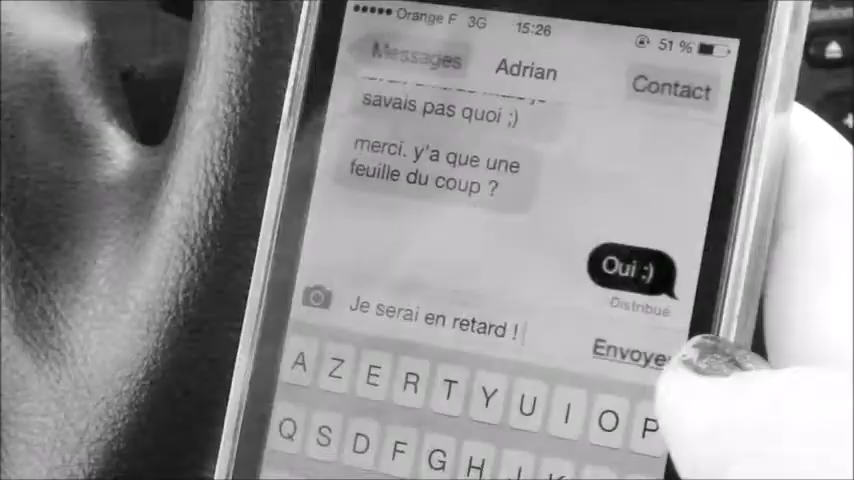 Orange F 3G 15:26 51 %
Messages Adrian Contact
savais pas quoi ;)
merci. y'a que une
feuille du coup ?
Oui :)
Distribué
Je serai en retard !
Envoyer
A Z E R T Y U I O P
Q S D F G H J K